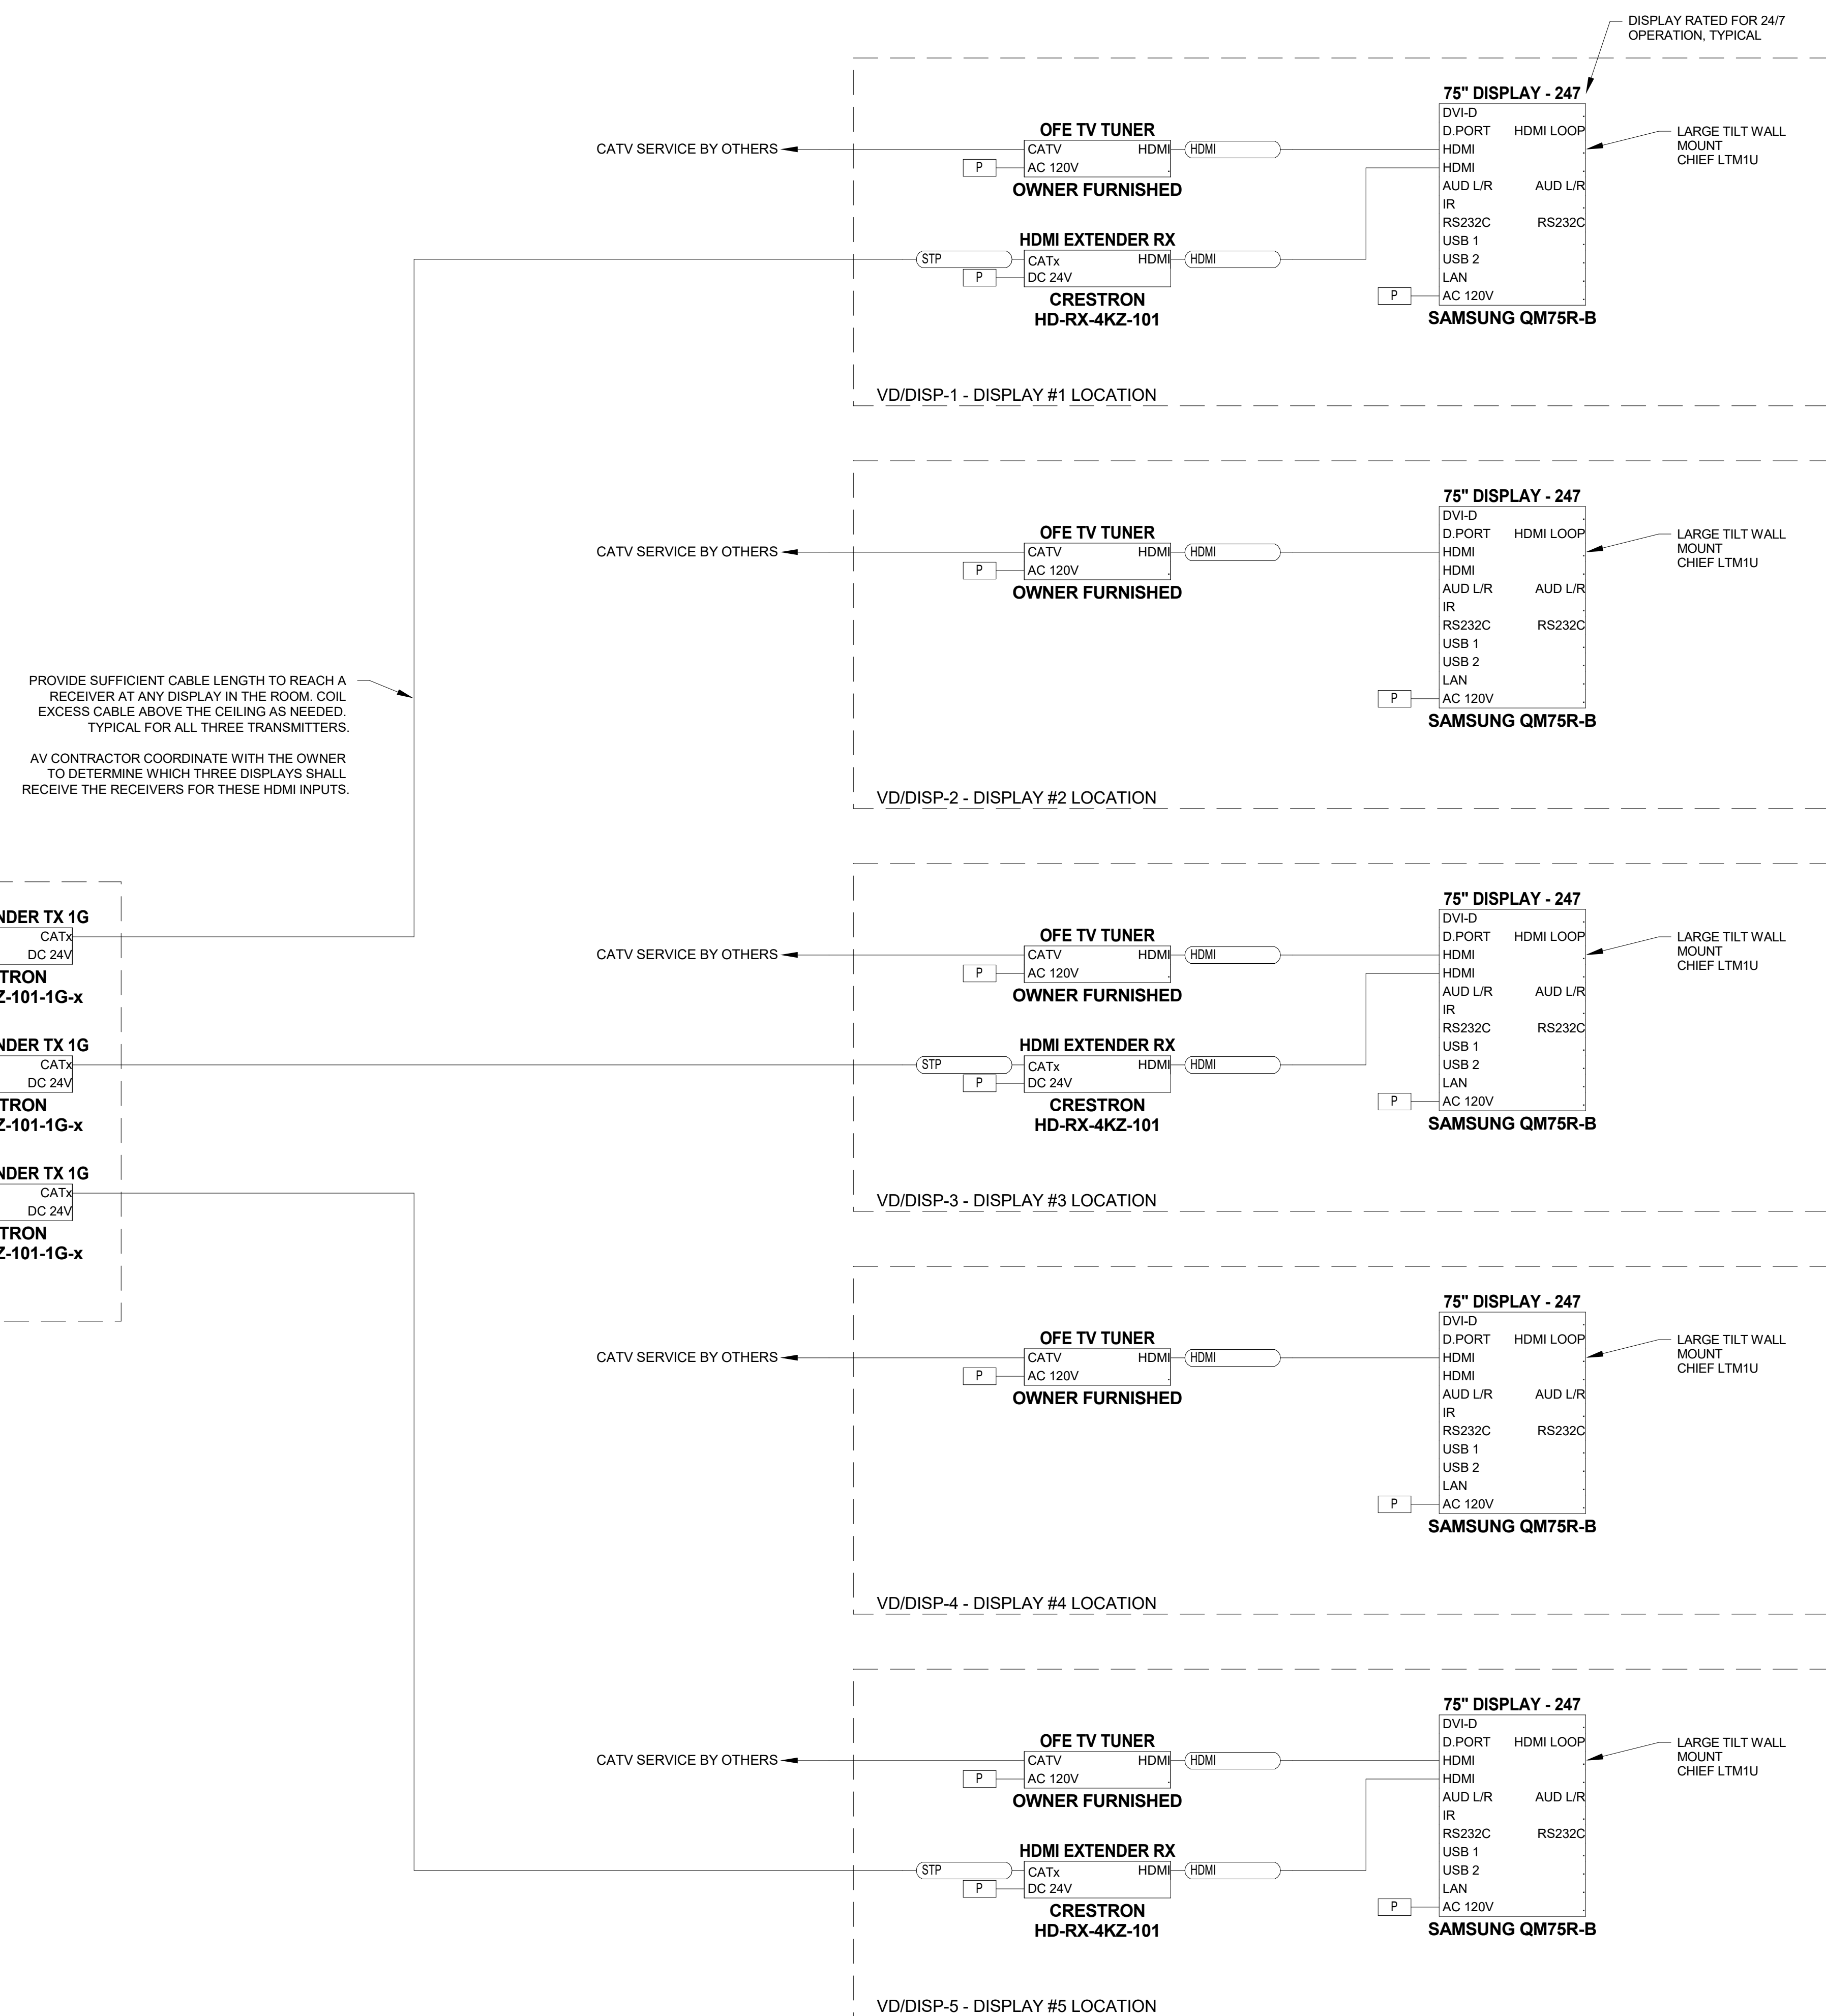 DISPLAY RATED FOR 24/7
OPERATION, TYPICAL
75" DISPLAY - 247
DVI-D
D.PORT HDMI LOOP
HDMI
HDMI
AUD L/R AUD L/R
IR
RS232C RS232C
USB 1
USB 2
LAN
P AC 120V
SAMSUNG QM75R-B
LARGE TILT WALL
MOUNT
CHIEF LTM1U
OFE TV TUNER
CATV SERVICE BY OTHERS CATV HDMI HDMI
P AC 120V
OWNER FURNISHED
HDMI EXTENDER RX
STP CATx HDMI HDMI
P DC 24V
CRESTRON
HD-RX-4KZ-101
VD/DISP-1 - DISPLAY #1 LOCATION
75" DISPLAY - 247
DVI-D
D.PORT HDMI LOOP
HDMI
HDMI
AUD L/R AUD L/R
IR
RS232C RS232C
USB 1
USB 2
LAN
P AC 120V
SAMSUNG QM75R-B
LARGE TILT WALL
MOUNT
CHIEF LTM1U
OFE TV TUNER
CATV SERVICE BY OTHERS CATV HDMI HDMI
P AC 120V
OWNER FURNISHED
VD/DISP-2 - DISPLAY #2 LOCATION
PROVIDE SUFFICIENT CABLE LENGTH TO REACH A
RECEIVER AT ANY DISPLAY IN THE ROOM. COIL
EXCESS CABLE ABOVE THE CEILING AS NEEDED.
TYPICAL FOR ALL THREE TRANSMITTERS.
AV CONTRACTOR COORDINATE WITH THE OWNER
TO DETERMINE WHICH THREE DISPLAYS SHALL
RECEIVE THE RECEIVERS FOR THESE HDMI INPUTS.
NDER TX 1G
CATx
DC 24V
TRON
Z-101-1G-x
NDER TX 1G
CATx
DC 24V
TRON
Z-101-1G-x
NDER TX 1G
CATx
DC 24V
TRON
Z-101-1G-x
75" DISPLAY - 247
DVI-D
D.PORT HDMI LOOP
HDMI
HDMI
AUD L/R AUD L/R
IR
RS232C RS232C
USB 1
USB 2
LAN
P AC 120V
SAMSUNG QM75R-B
LARGE TILT WALL
MOUNT
CHIEF LTM1U
OFE TV TUNER
CATV SERVICE BY OTHERS CATV HDMI HDMI
P AC 120V
OWNER FURNISHED
HDMI EXTENDER RX
STP CATx HDMI HDMI
P DC 24V
CRESTRON
HD-RX-4KZ-101
VD/DISP-3 - DISPLAY #3 LOCATION
75" DISPLAY - 247
DVI-D
D.PORT HDMI LOOP
HDMI
HDMI
AUD L/R AUD L/R
IR
RS232C RS232C
USB 1
USB 2
LAN
P AC 120V
SAMSUNG QM75R-B
LARGE TILT WALL
MOUNT
CHIEF LTM1U
OFE TV TUNER
CATV SERVICE BY OTHERS CATV HDMI HDMI
P AC 120V
OWNER FURNISHED
VD/DISP-4 - DISPLAY #4 LOCATION
75" DISPLAY - 247
DVI-D
D.PORT HDMI LOOP
HDMI
HDMI
AUD L/R AUD L/R
IR
RS232C RS232C
USB 1
USB 2
LAN
P AC 120V
SAMSUNG QM75R-B
LARGE TILT WALL
MOUNT
CHIEF LTM1U
OFE TV TUNER
CATV SERVICE BY OTHERS CATV HDMI HDMI
P AC 120V
OWNER FURNISHED
HDMI EXTENDER RX
STP CATx HDMI HDMI
P DC 24V
CRESTRON
HD-RX-4KZ-101
VD/DISP-5 - DISPLAY #5 LOCATION